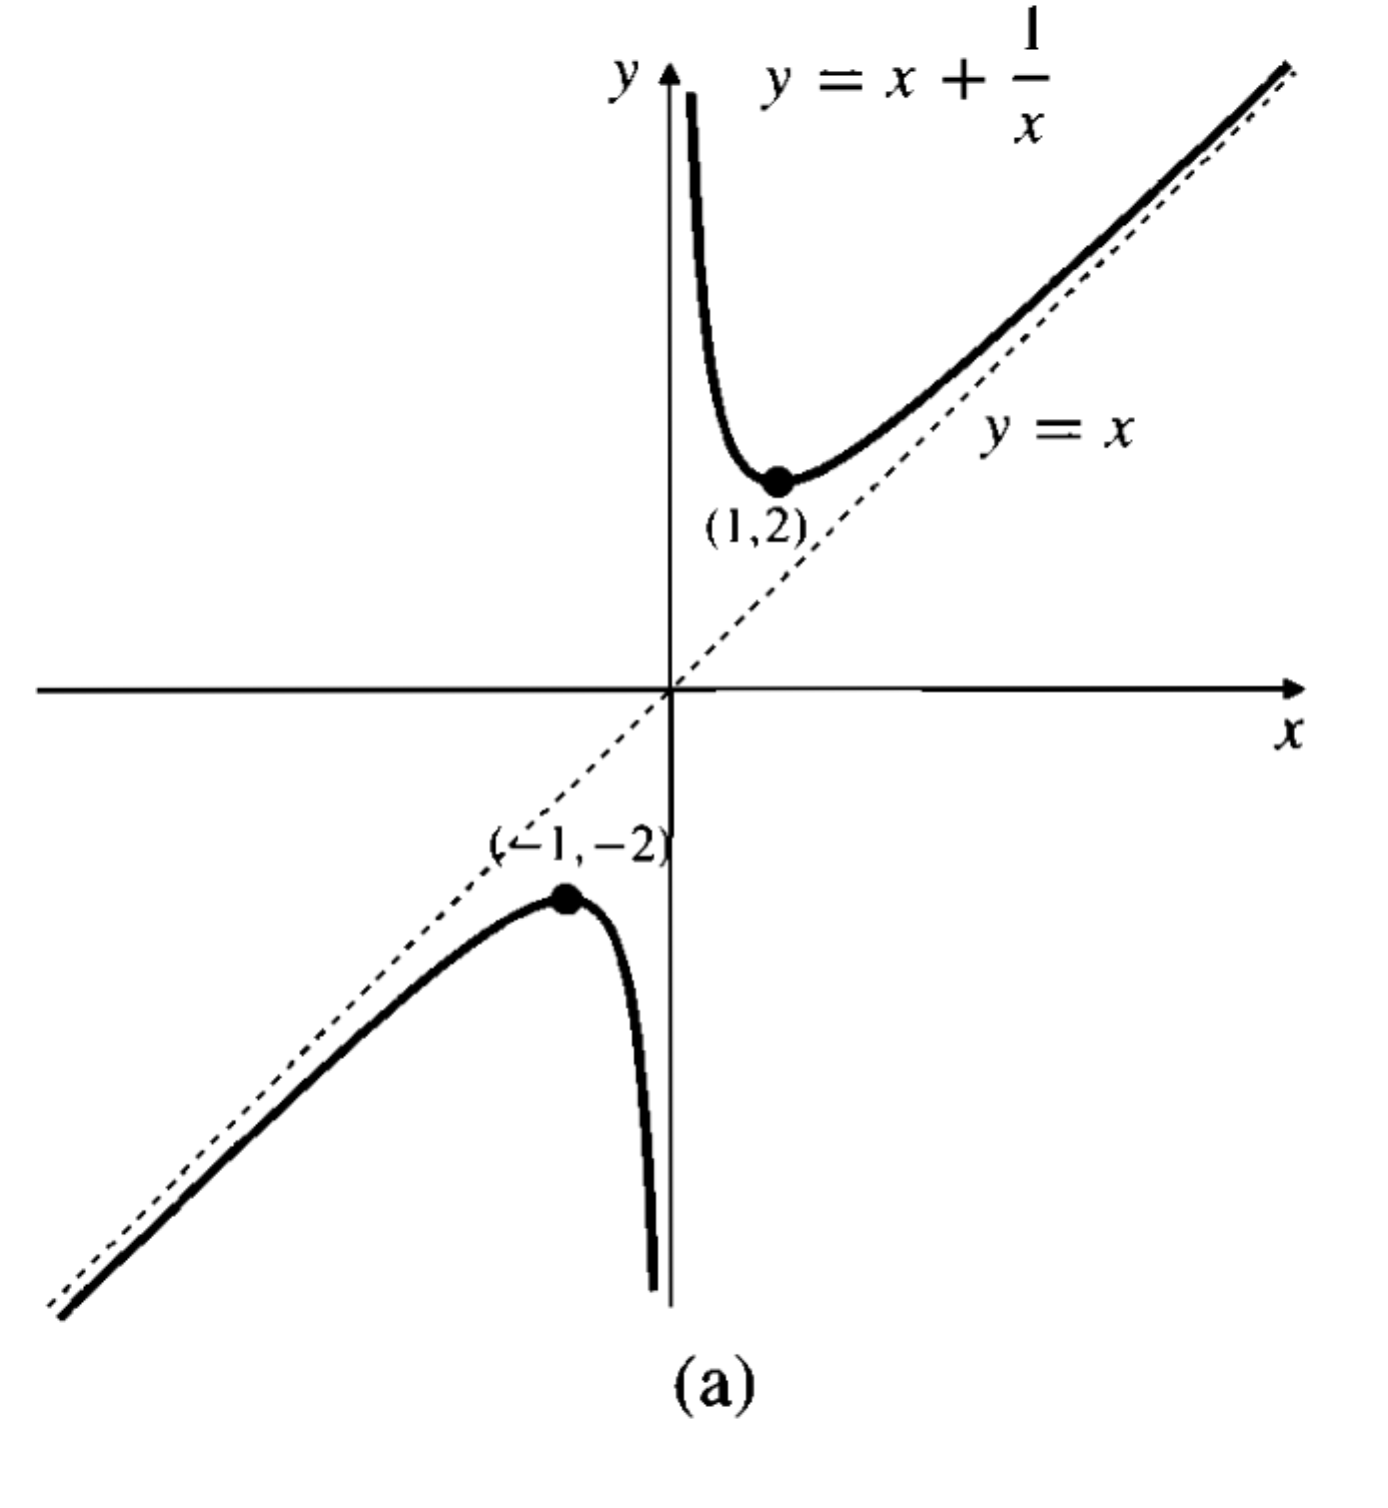 y
y = x + 1/x
y = x
(1,2)
x
(−1,−2)
(a)